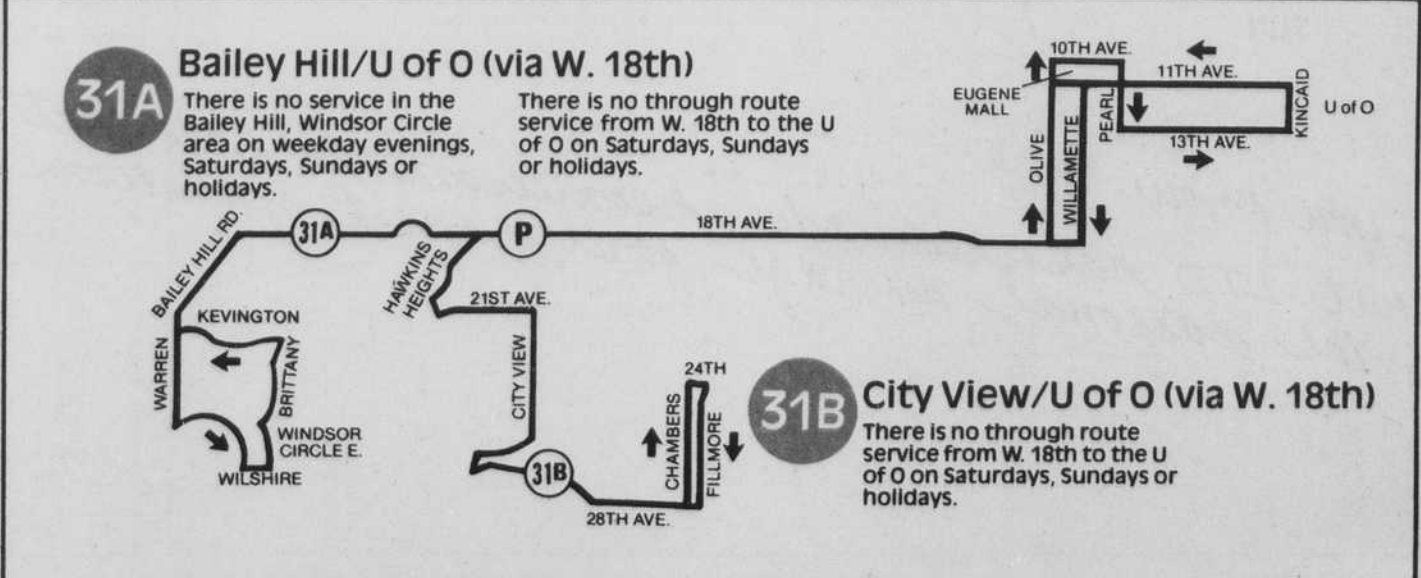 31A
Bailey Hill/U of O (via W. 18th)
There is no service in the
Bailey Hill, Windsor Circle
area on weekday evenings,
Saturdays, Sundays or
holidays.
There is no through route
service from W. 18th to the U
of O on Saturdays, Sundays
or holidays.
10TH AVE.
11TH AVE.
EUGENE
MALL
PEARL
KINCAID
U of O
13TH AVE.
OLIVE
WILLAMETTE
BAILEY HILL RD.
31A
P
18TH AVE.
HAWKINS
HEIGHTS
21ST AVE.
KEVINGTON
WARREN
BRITTANY
CITY VIEW
WINDSOR
CIRCLE E.
WILSHIRE
31B
28TH AVE.
24TH
CHAMBERS
FILLMORE
31B
City View/U of O (via W. 18th)
There is no through route
service from W. 18th to the U
of O on Saturdays, Sundays or
holidays.